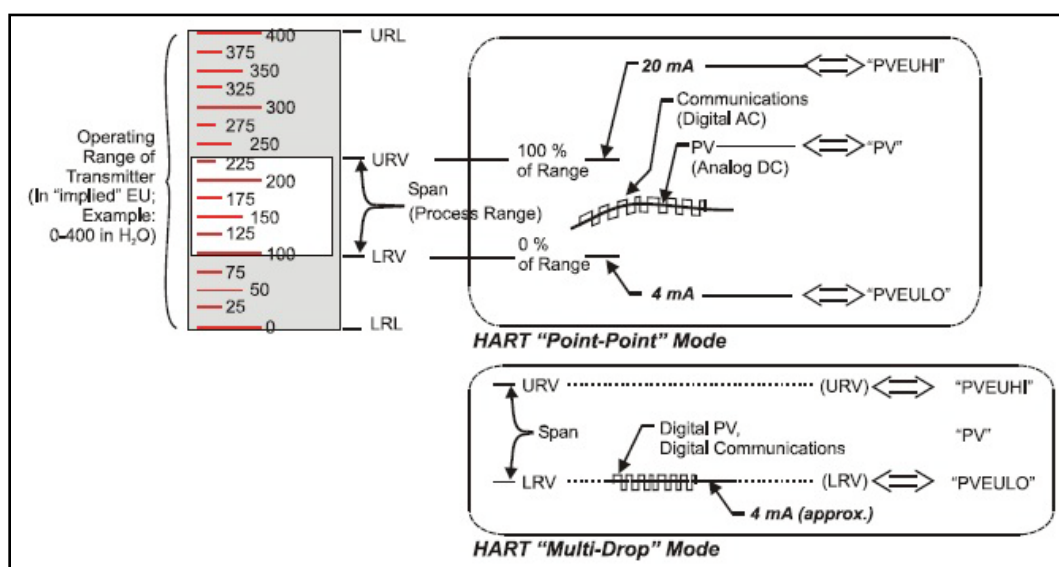 400
375
350
325
300
275
250
225
200
175
150
125
100
75
50
25
0
Operating
Range of
Transmitter
(In “implied” EU;
Example:
0–400 in H₂O)
URL
URV
LRV
LRL
Span
(Process Range)
100 %
of Range
0 %
of Range
20 mA
Communications
(Digital AC)
PV
(Analog DC)
4 mA
“PVEUHI”
“PV”
“PVEULO”
HART “Point-Point” Mode
URV
Span
LRV
Digital PV,
Digital Communications
4 mA (approx.)
(URV)
“PVEUHI”
“PV”
(LRV)
“PVEULO”
HART “Multi-Drop” Mode